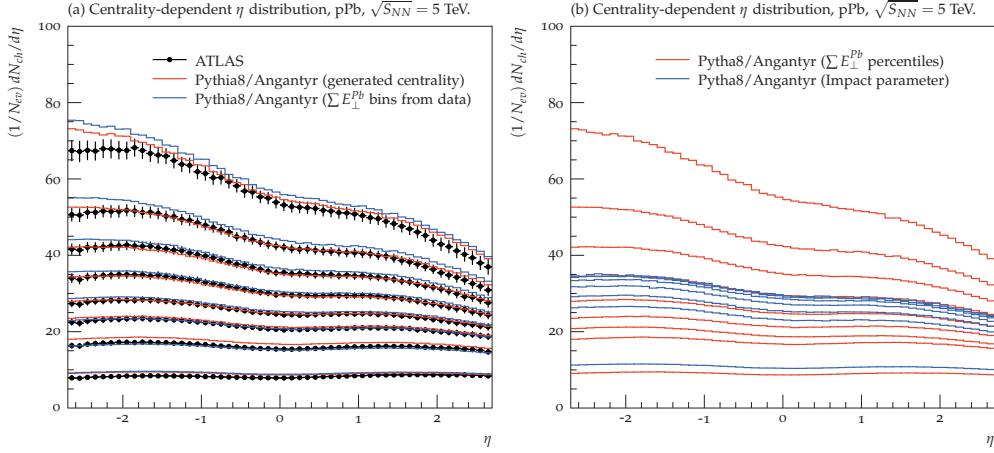 (a) Centrality-dependent η distribution, pPb, √S_NN = 5 TeV.
(1/N_ev) dN_ch/dη
100
80
60
40
20
0
ATLAS
Pythia8/Angantyr (generated centrality)
Pythia8/Angantyr (∑ E_⊥^Pb bins from data)
-2 -1 0 1 2
η
(b) Centrality-dependent η distribution, pPb, √S_NN = 5 TeV.
(1/N_ev) dN_ch/dη
100
80
60
40
20
0
Pytha8/Angantyr (∑ E_⊥^Pb percentiles)
Pytha8/Angantyr (Impact parameter)
-2 -1 0 1 2
η